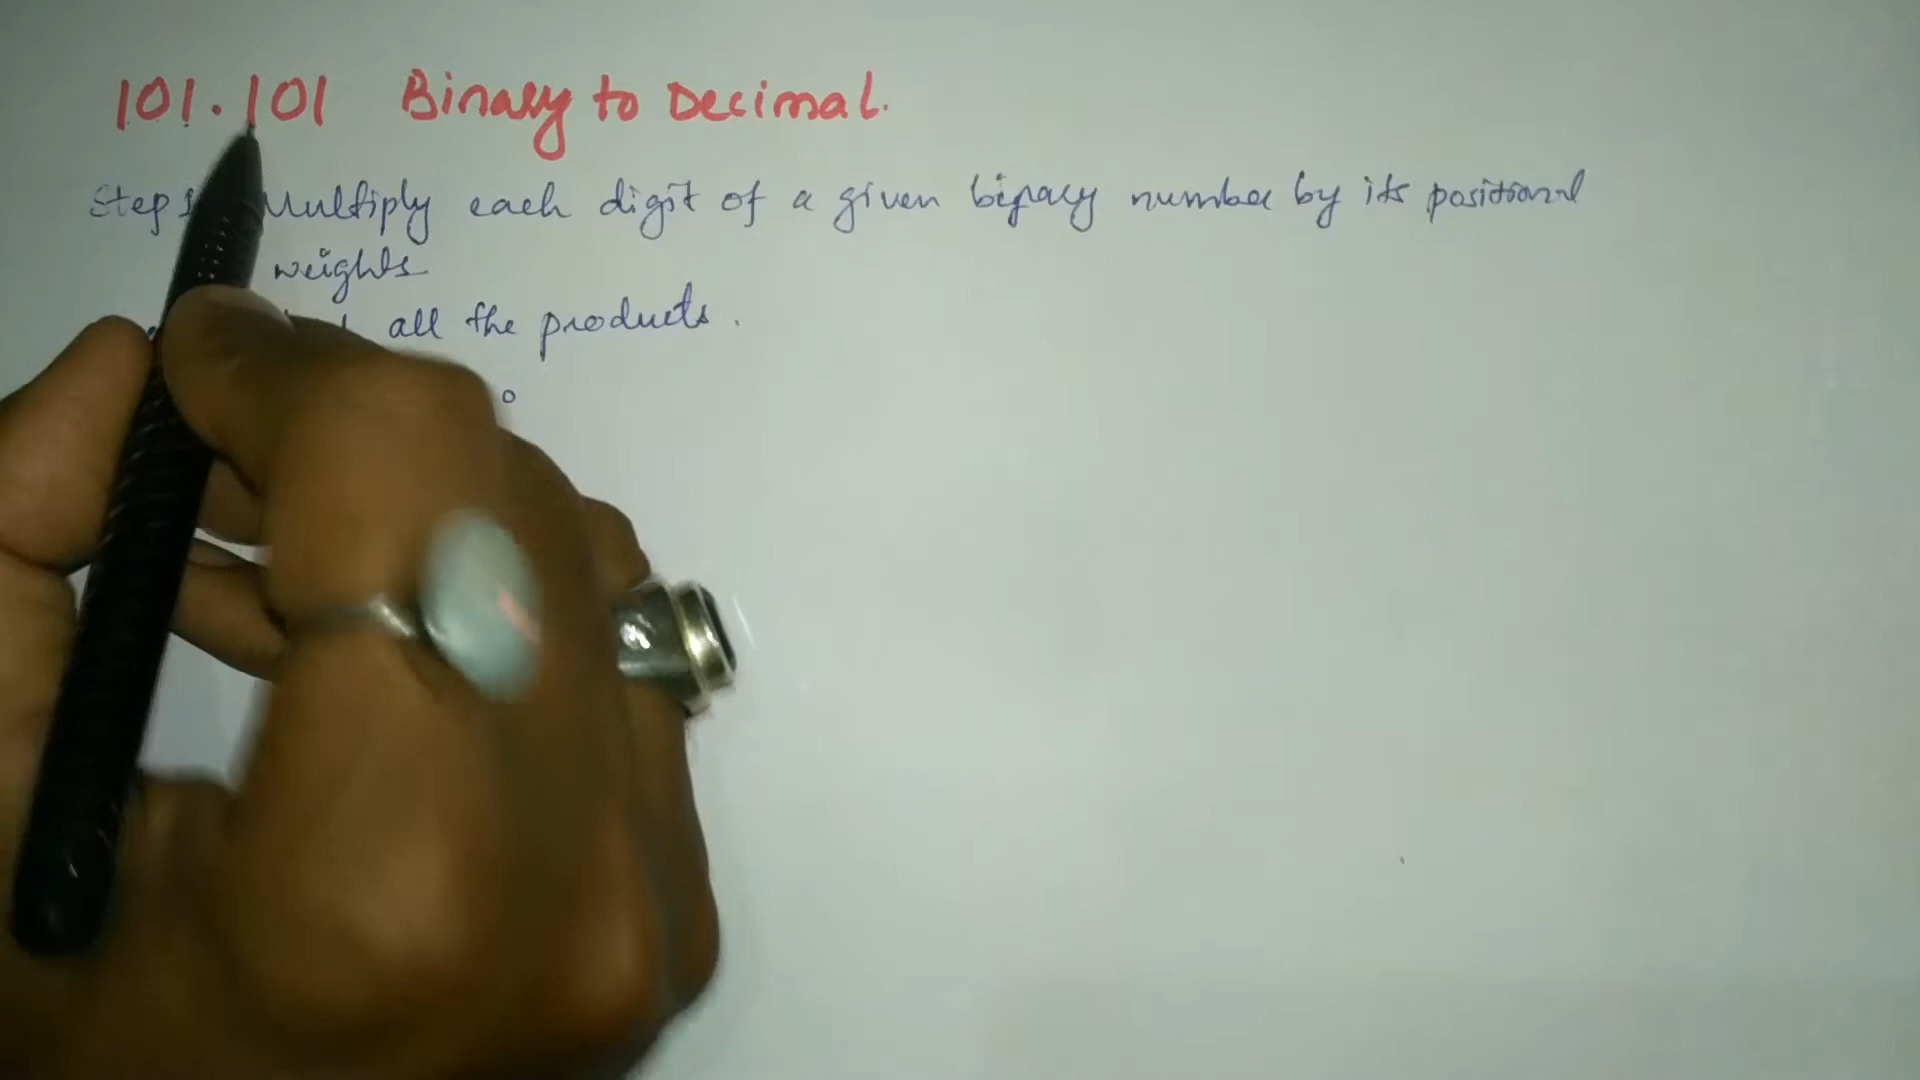 101.101 Binary to Decimal.
Step 1 Multiply each digit of a given binary number by its positional
weights
all the products.
0